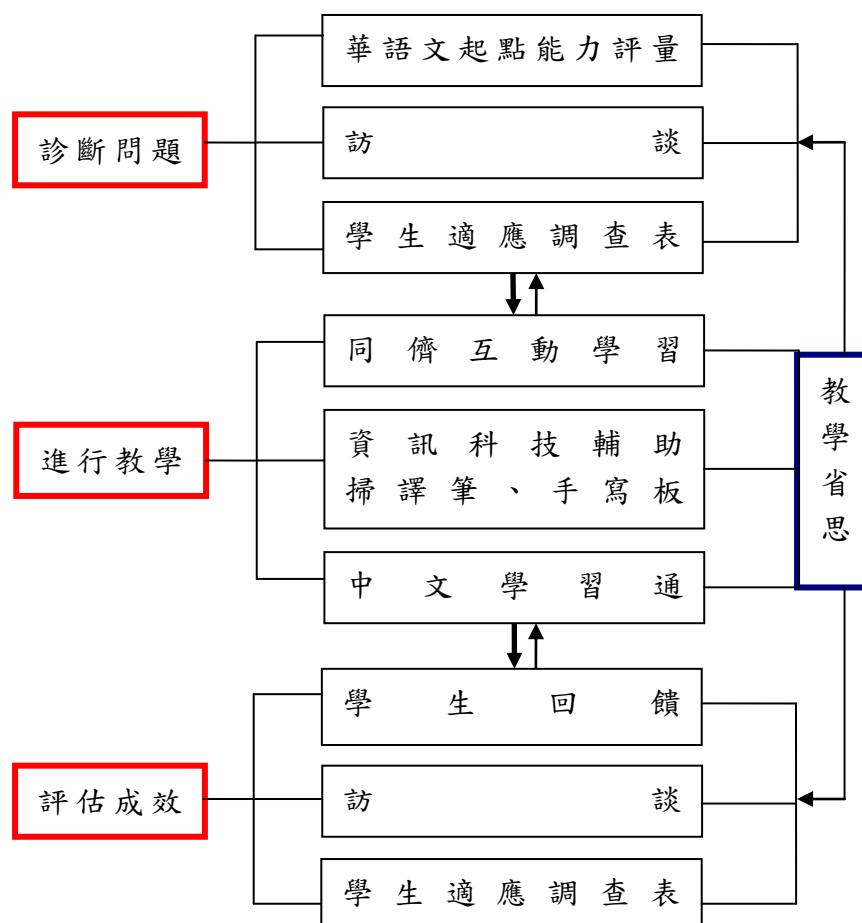 華語文起點能力評量
診斷問題
訪談
學生適應調查表
同儕互動學習
進行教學
資訊科技輔助
掃譯筆、手寫板
中文學習通
教學省思
學生回饋
評估成效
訪談
學生適應調查表